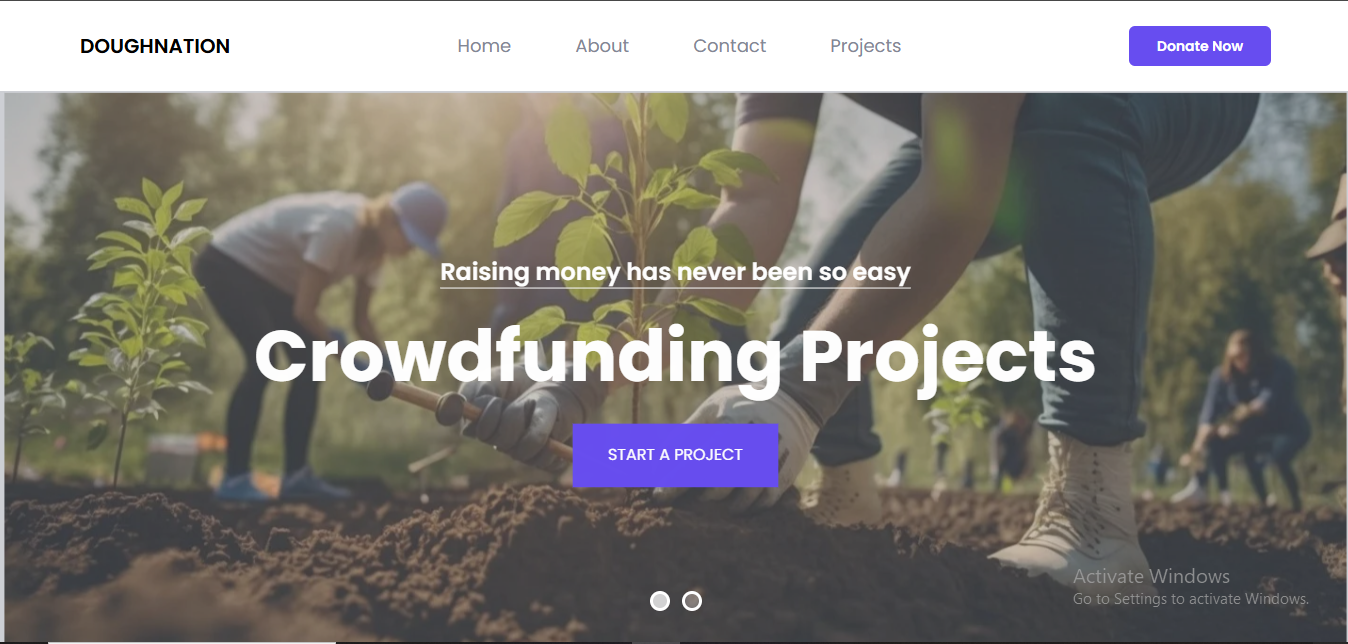 DOUGHNATION
Home About Contact Projects
Donate Now
Raising money has never been so easy
Crowdfunding Projects
START A PROJECT
Activate Windows
Go to Settings to activate Windows.